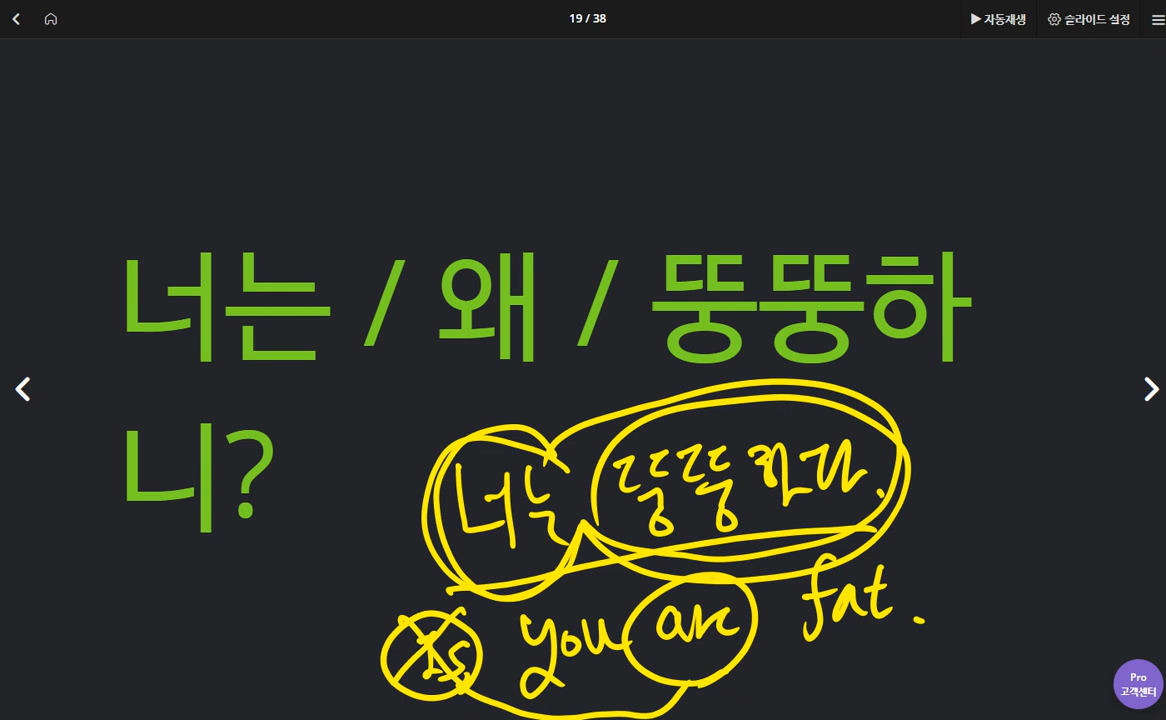 19 / 38
▶ 자동재생
슬라이드 설정
너는 / 왜 / 뚱뚱하
니?
너는 뚱뚱하다.
Is you are fat.
Pro
고객센터